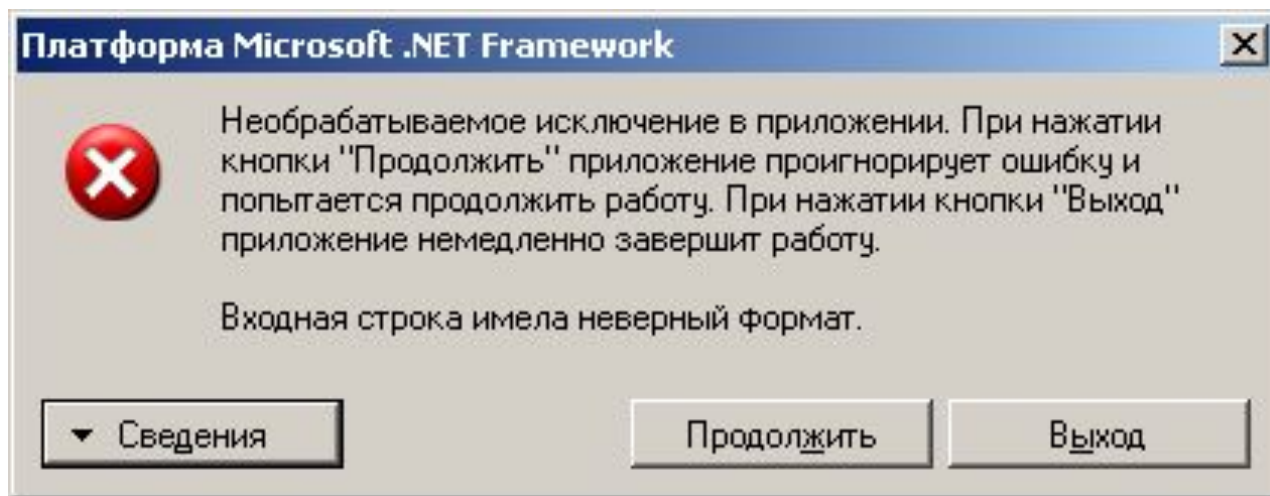 Платформа Microsoft .NET Framework
Необрабатываемое исключение в приложении. При нажатии
кнопки "Продолжить" приложение проигнорирует ошибку и
попытается продолжить работу. При нажатии кнопки "Выход"
приложение немедленно завершит работу.
Входная строка имела неверный формат.
Сведения
Продолжить
Выход